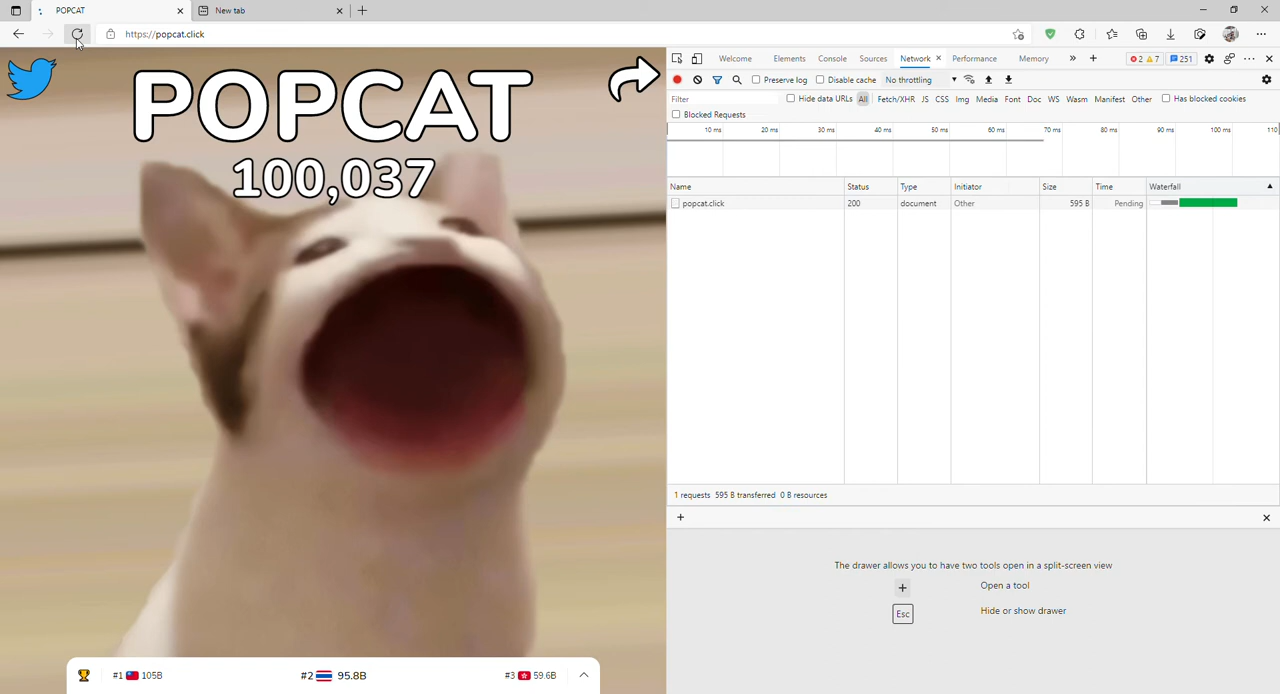 POPCAT
New tab
https://popcat.click
POPCAT
100,037
#1 105B
#2 95.8B
#3 59.6B
Welcome Elements Console Sources Network Performance Memory 2 7 251
Preserve log Disable cache No throttling
Filter Hide data URLs All Fetch/XHR JS CSS Img Media Font Doc WS Wasm Manifest Other Has blocked cookies
Blocked Requests
10 ms 20 ms 30 ms 40 ms 50 ms 60 ms 70 ms 80 ms 90 ms 100 ms 110
Name Status Type Initiator Size Time Waterfall
popcat.click 200 document Other 595 B Pending
1 requests 595 B transferred 0 B resources
The drawer allows you to have two tools open in a split-screen view
+ Open a tool
Esc Hide or show drawer